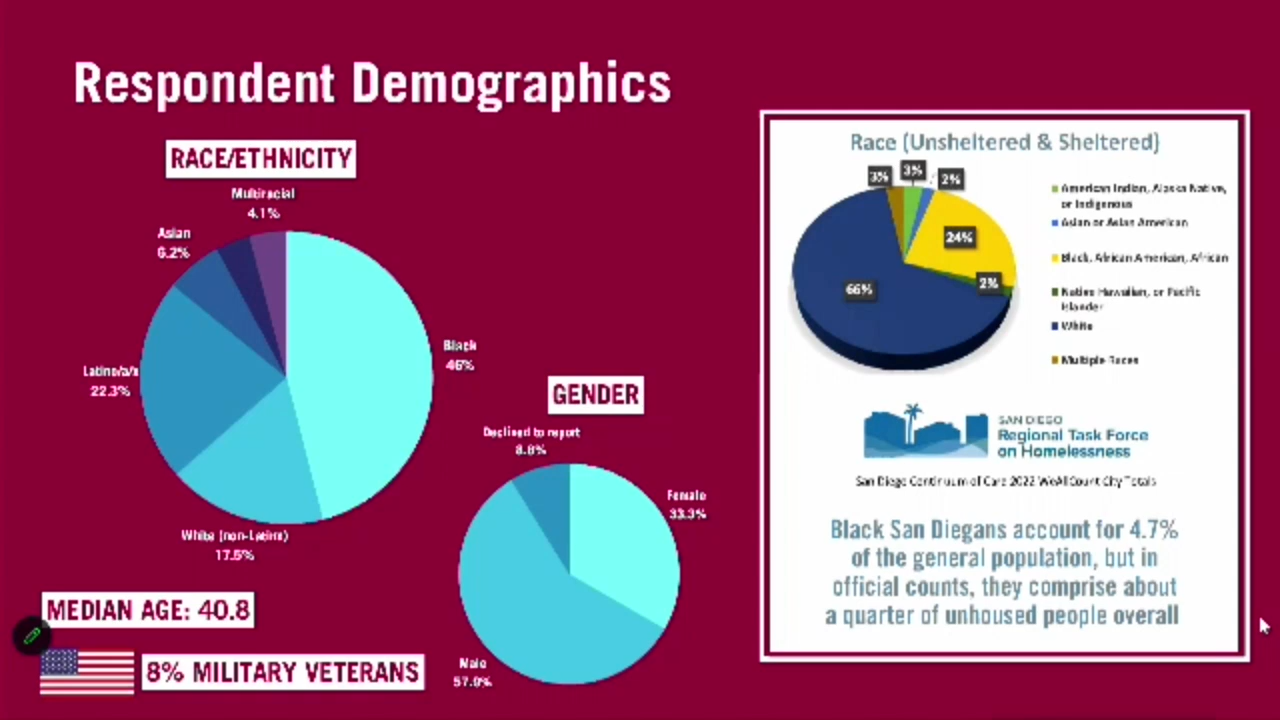 Respondent Demographics
RACE/ETHNICITY
Multiracial
4.1%
Asian
6.2%
Black
46%
Latino/a/x
22.3%
White (non-Latinx)
17.5%
GENDER
Declined to report
8.8%
Female
33.3%
Male
57.9%
MEDIAN AGE: 40.8
8% MILITARY VETERANS
Race (Unsheltered & Sheltered)
3%
3%
2%
24%
2%
66%
American Indian, Alaska Native,
or Indigenous
Asian or Asian American
Black, African American, African
Native Hawaiian, or Pacific
Islander
White
Multiple Races
SAN DIEGO
Regional Task Force
on Homelessness
San Diego Continuum of Care 2022 WeAllCount City Totals
Black San Diegans account for 4.7%
of the general population, but in
official counts, they comprise about
a quarter of unhoused people overall